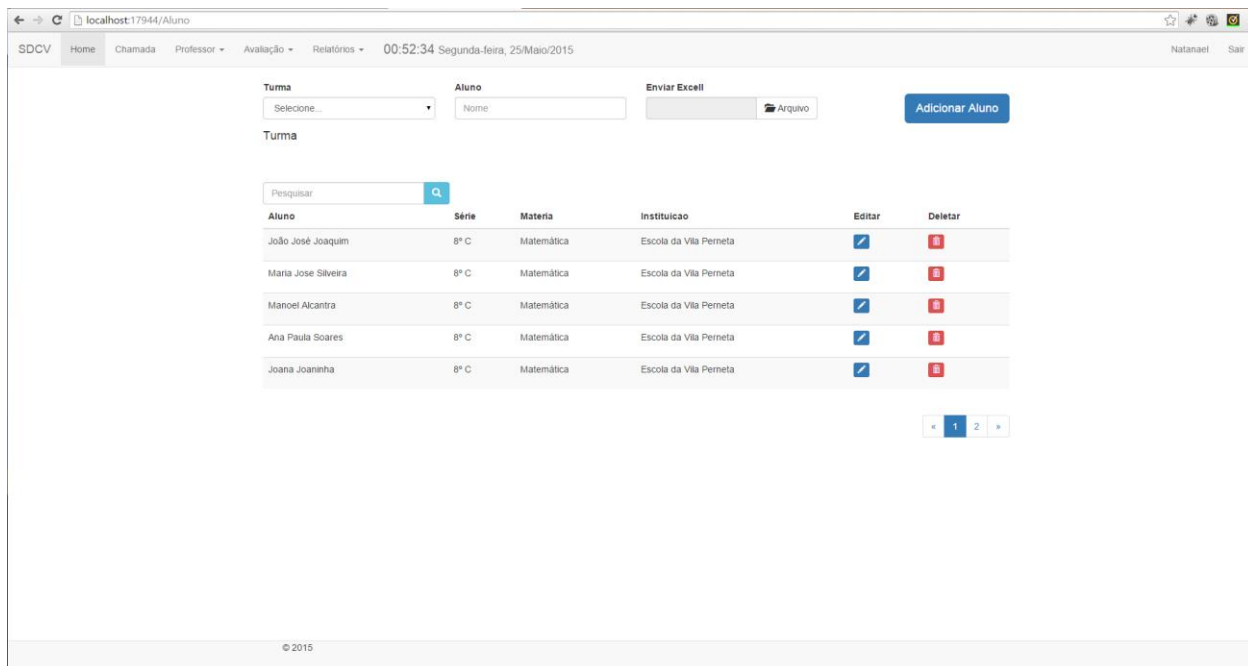 localhost:17944/Aluno
SDCV Home Chamada Professor Avaliação Relatórios 00:52:34 Segunda-feira, 25/Maio/2015 Natanael Sair
Turma Aluno Enviar Excell
Selecione... Nome Arquivo Adicionar Aluno
Turma
Pesquisar
Aluno Série Materia Instituicao Editar Deletar
João José Joaquim 8º C Matemática Escola da Vila Perneta
Maria Jose Silveira 8º C Matemática Escola da Vila Perneta
Manoel Alcantra 8º C Matemática Escola da Vila Perneta
Ana Paula Soares 8º C Matemática Escola da Vila Perneta
Joana Joaninha 8º C Matemática Escola da Vila Perneta
« 1 2 »
© 2015